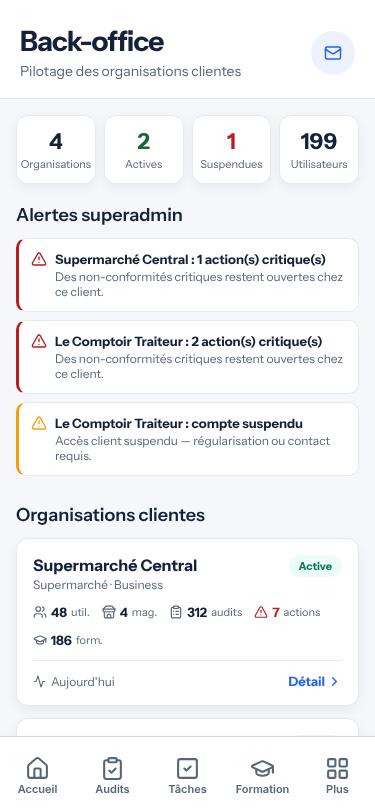 Back-office
Pilotage des organisations clientes
4
Organisations
2
Actives
1
Suspendues
199
Utilisateurs
Alertes superadmin
Supermarché Central : 1 action(s) critique(s)
Des non-conformités critiques restent ouvertes chez
ce client.
Le Comptoir Traiteur : 2 action(s) critique(s)
Des non-conformités critiques restent ouvertes chez
ce client.
Le Comptoir Traiteur : compte suspendu
Accès client suspendu — régularisation ou contact
requis.
Organisations clientes
Supermarché Central
Active
Supermarché · Business
48 util. 4 mag. 312 audits 7 actions
186 form.
Aujourd'hui
Détail
Accueil
Audits
Tâches
Formation
Plus